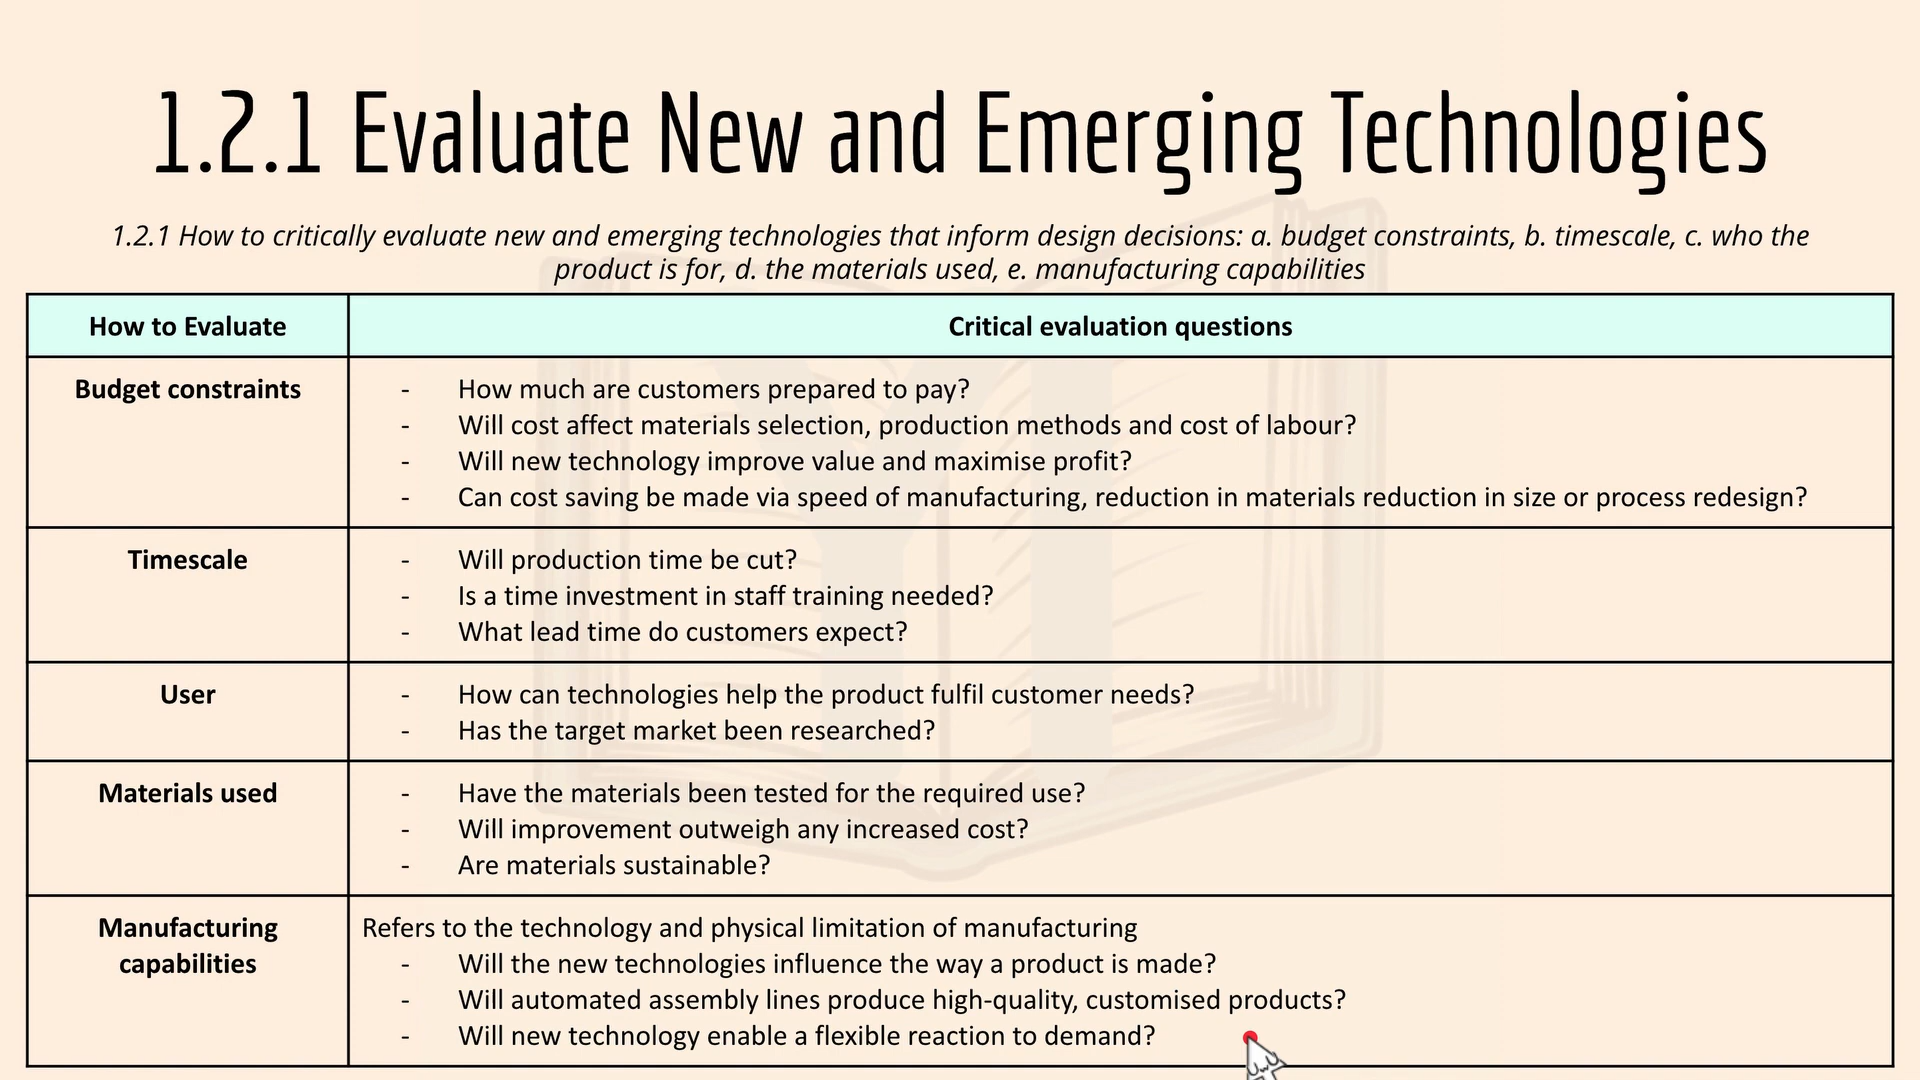 1.2.1 Evaluate New and Emerging Technologies
1.2.1 How to critically evaluate new and emerging technologies that inform design decisions: a. budget constraints, b. timescale, c. who the
product is for, d. the materials used, e. manufacturing capabilities
How to Evaluate
Critical evaluation questions
Budget constraints
- How much are customers prepared to pay?
- Will cost affect materials selection, production methods and cost of labour?
- Will new technology improve value and maximise profit?
- Can cost saving be made via speed of manufacturing, reduction in materials reduction in size or process redesign?
Timescale
- Will production time be cut?
- Is a time investment in staff training needed?
- What lead time do customers expect?
User
- How can technologies help the product fulfil customer needs?
- Has the target market been researched?
Materials used
- Have the materials been tested for the required use?
- Will improvement outweigh any increased cost?
- Are materials sustainable?
Manufacturing
capabilities
Refers to the technology and physical limitation of manufacturing
- Will the new technologies influence the way a product is made?
- Will automated assembly lines produce high-quality, customised products?
- Will new technology enable a flexible reaction to demand?